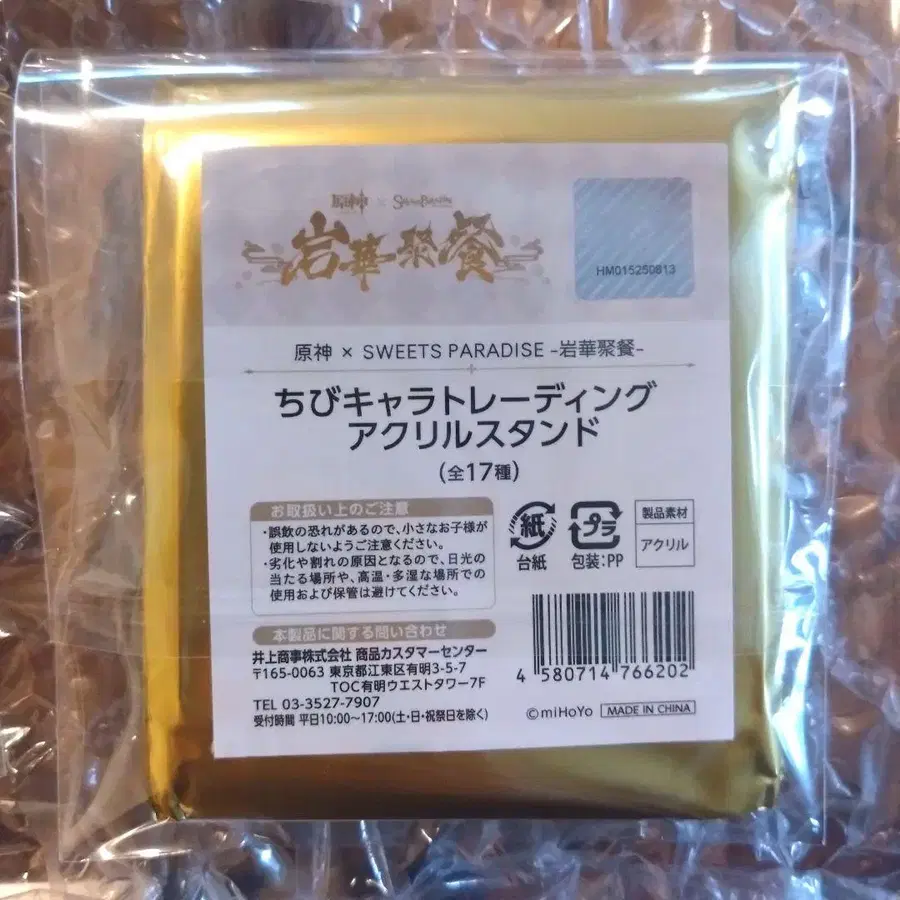 原神 × SWEETS PARADISE
岩華聚餐
HM015250813
原神 × SWEETS PARADISE -岩華聚餐-
ちびキャラトレーディング
アクリルスタンド
(全17種)
お取扱い上のご注意
・誤飲の恐れがあるので、小さなお子様が
使用しないようご注意ください。
・劣化や割れの原因となるので、日光の
当たる場所や、高温・多湿な場所での
使用および保管は避けてください。
紙
台紙
プラ
包装:PP
製品素材
アクリル
本製品に関する問い合わせ
井上商事株式会社 商品カスタマーセンター
〒165-0063 東京都江東区有明3-5-7
TOC有明ウエストタワー7F
TEL 03-3527-7907
受付時間 平日10:00～17:00(土・日・祝祭日を除く)
4 580714 766202
©miHoYo
MADE IN CHINA